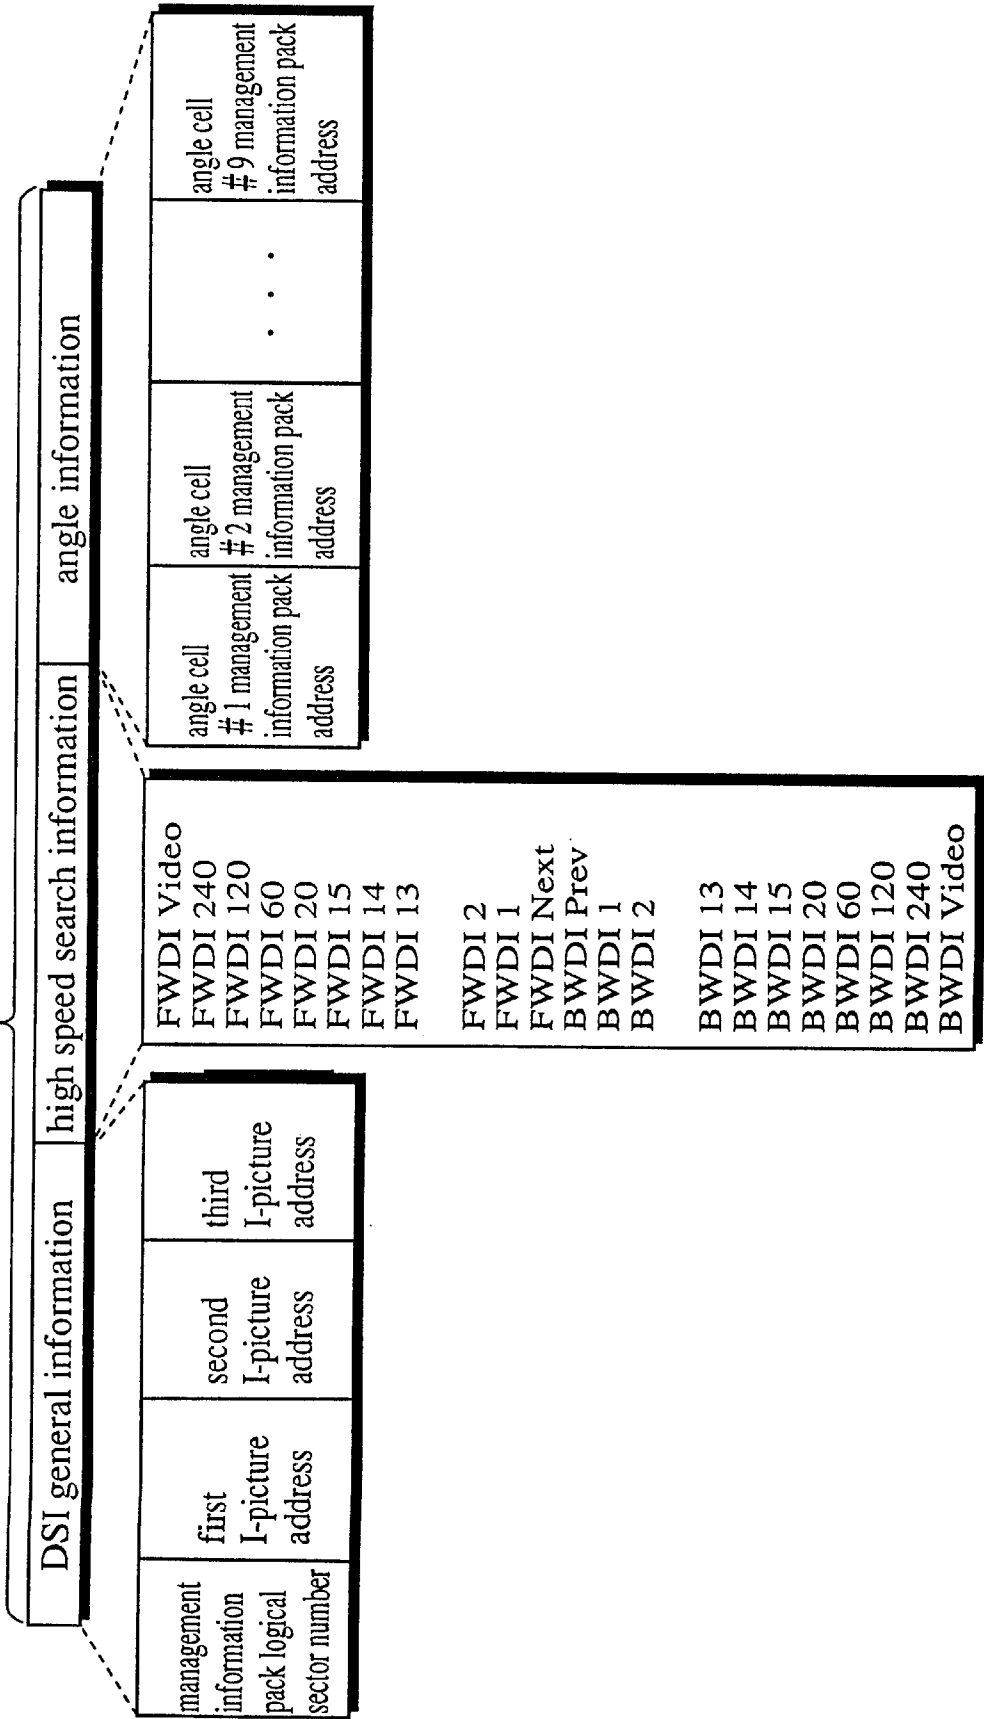 DSI general information
high speed search information
angle information
management
information
pack logical
sector number
first
I-picture
address
second
I-picture
address
third
I-picture
address
FWDI Video
FWDI 240
FWDI 120
FWDI 60
FWDI 20
FWDI 15
FWDI 14
FWDI 13
FWDI 2
FWDI 1
FWDI Next
BWDI Prev
BWDI 1
BWDI 2
BWDI 13
BWDI 14
BWDI 15
BWDI 20
BWDI 60
BWDI 120
BWDI 240
BWDI Video
angle cell
#1 management
information pack
address
angle cell
#2 management
information pack
address
. . .
angle cell
#9 management
information pack
address